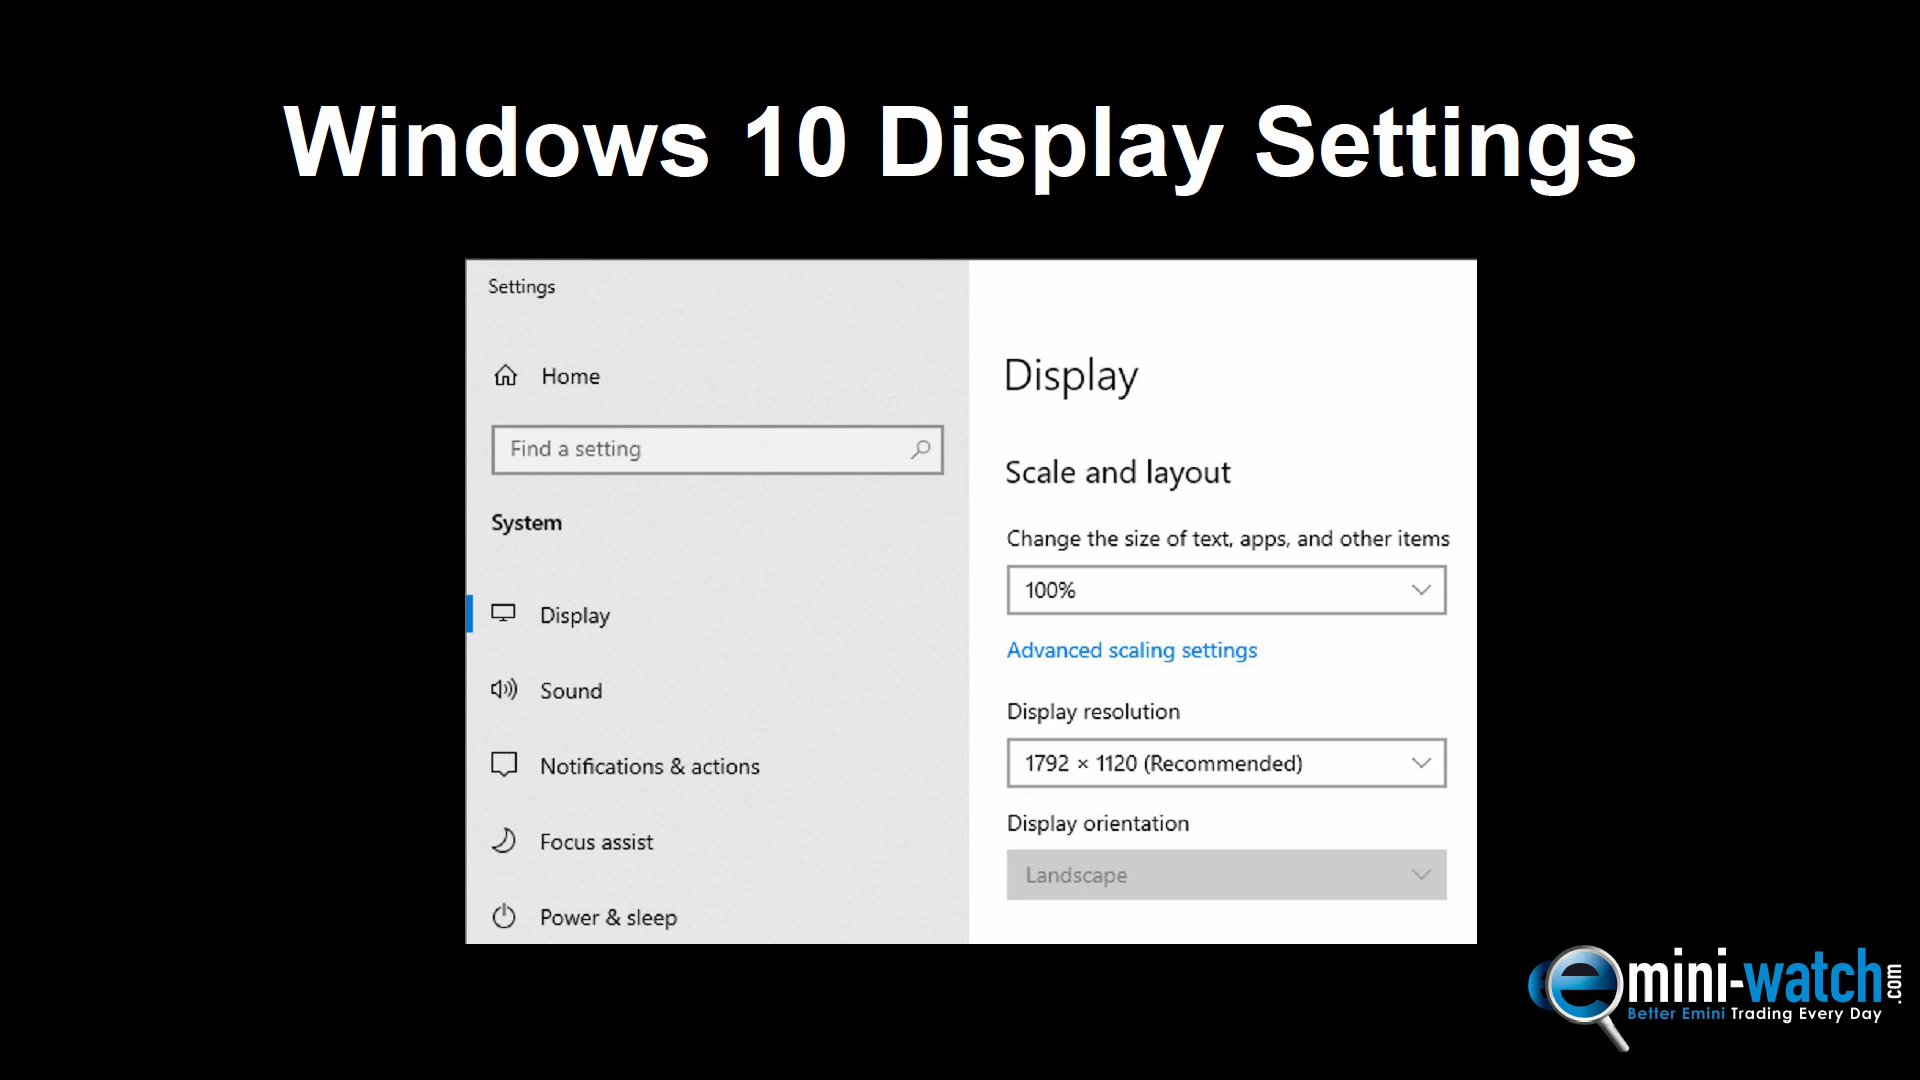 Windows 10 Display Settings
Settings
Home
Find a setting
System
Display
Sound
Notifications & actions
Focus assist
Power & sleep
Display
Scale and layout
Change the size of text, apps, and other items
100%
Advanced scaling settings
Display resolution
1792 × 1120 (Recommended)
Display orientation
Landscape
emini-watch.com
Better Emini Trading Every Day